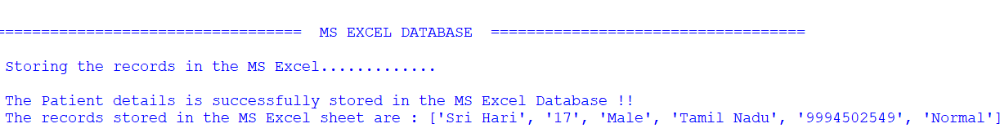 ================================== MS EXCEL DATABASE ===================================
Storing the records in the MS Excel.............
The Patient details is successfully stored in the MS Excel Database !!
The records stored in the MS Excel sheet are : ['Sri Hari', '17', 'Male', 'Tamil Nadu', '9994502549', 'Normal']